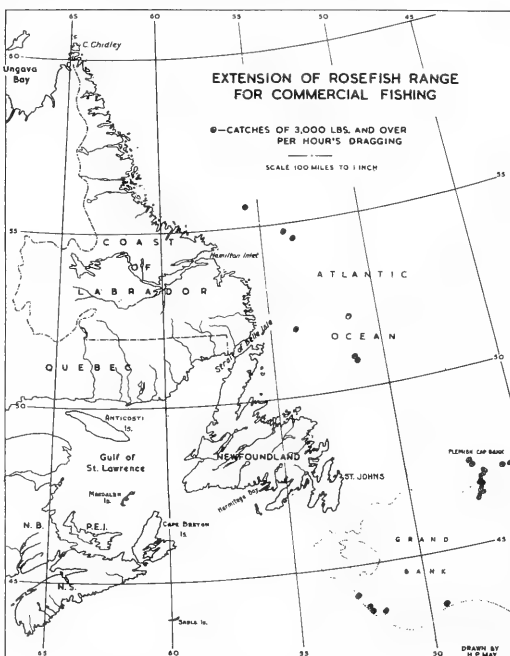 65 60 55 50
60
C. Chidley
Ungava
Bay
EXTENSION OF ROSEFISH RANGE
FOR COMMERCIAL FISHING
—CATCHES OF 3,000 LBS. AND OVER
PER HOUR'S DRAGGING
SCALE 100 MILES TO 1 INCH
55
55
COAST
Hamilton Inlet
OF
ATLANTIC
LABRADOR
OCEAN
Strait of Belle Isle
QUEBEC
50
50
ANTICOSTI
Is.
Gulf of
St. Lawrence
NEWFOUNDLAND
FLEMISH CAP BANK
ST. JOHNS
MAGDALEN
Is.
Hermitage Bay
N.B.
P.E.I.
CAPE BRETON
Is.
GRAND
45
BANK
45
N.S.
SABLE Is.
65 60 55 50
DRAWN BY
H.P. MAY